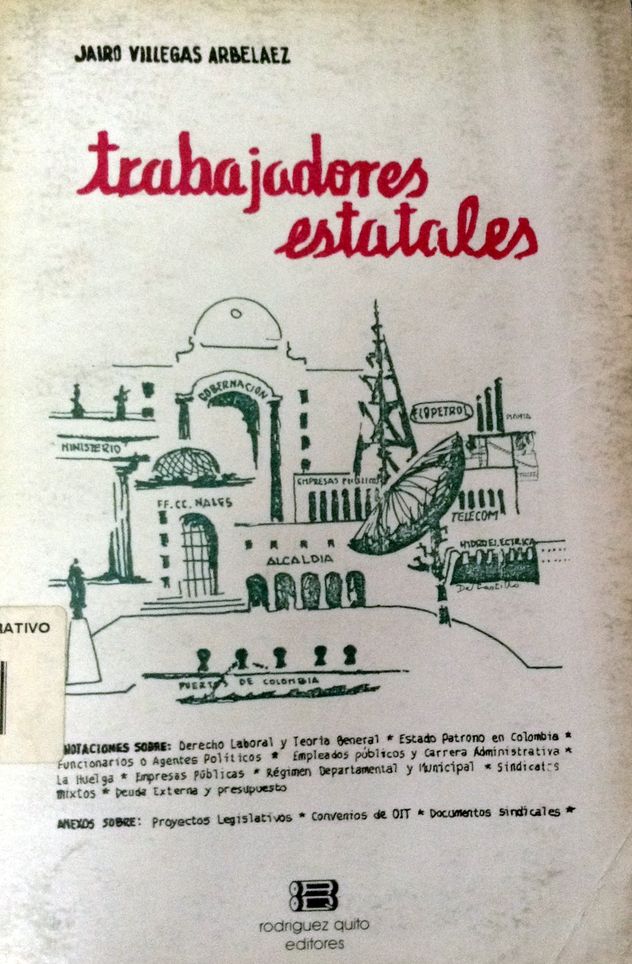 JAIRO VILLEGAS ARBELAEZ
trabajadores
estatales
GOBERNACION
MINISTERIO
EMPRESAS PUBLICAS
FF.CC. NALES
TELECOM
HIDROELECTRICA
ALCALDIA
Del Castillo
PUERTOS DE COLOMBIA
RATIVO
ANOTACIONES SOBRE: Derecho Laboral y Teoria General * Estado Patrono en Colombia *
Funcionarios o Agentes Políticos * Empleados públicos y Carrera Administrativa *
La Huelga * Empresas Públicas * Régimen Departamental y Municipal * Sindicatos
mixtos * Deuda Externa y presupuesto
ANEXOS SOBRE: Proyectos Legislativos * Convenios de OIT * Documentos sindicales *
rodriguez quito
editores